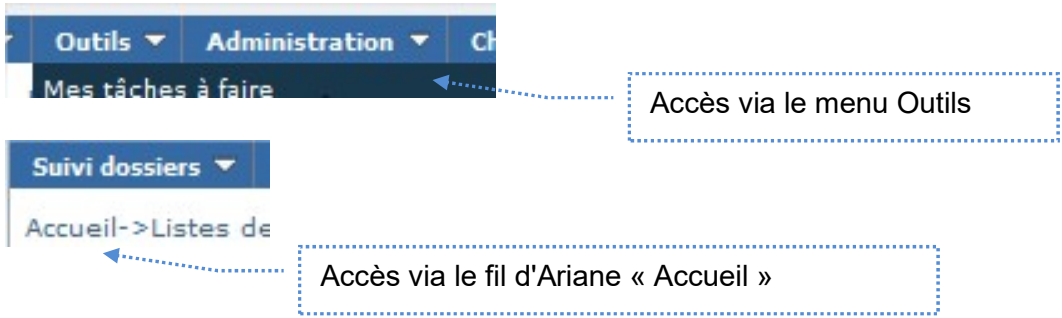 Outils Administration Ch
Mes tâches à faire
Accès via le menu Outils
Suivi dossiers
Accueil->Listes de
Accès via le fil d'Ariane « Accueil »